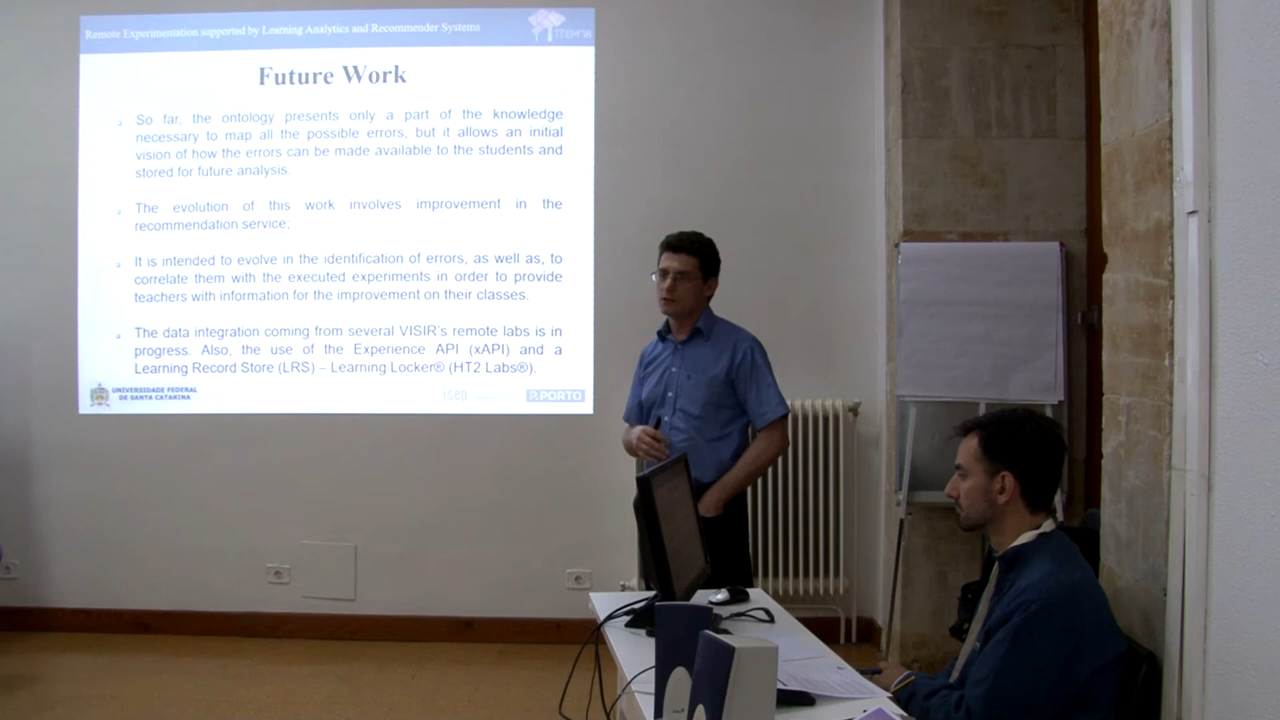 Remote Experimentation supported by Learning Analytics and Recommender Systems
TEEM'18
Future Work
So far, the ontology presents only a part of the knowledge
necessary to map all the possible errors, but it allows an initial
vision of how the errors can be made available to the students and
stored for future analysis.
The evolution of this work involves improvement in the
recommendation service;
It is intended to evolve in the identification of errors, as well as, to
correlate them with the executed experiments in order to provide
teachers with information for the improvement on their classes.
The data integration coming from several VISIR's remote labs is in
progress. Also, the use of the Experience API (xAPI) and a
Learning Record Store (LRS) – Learning Locker® (HT2 Labs®).
UNIVERSIDADE FEDERAL
DE SANTA CATARINA
isep
P.PORTO